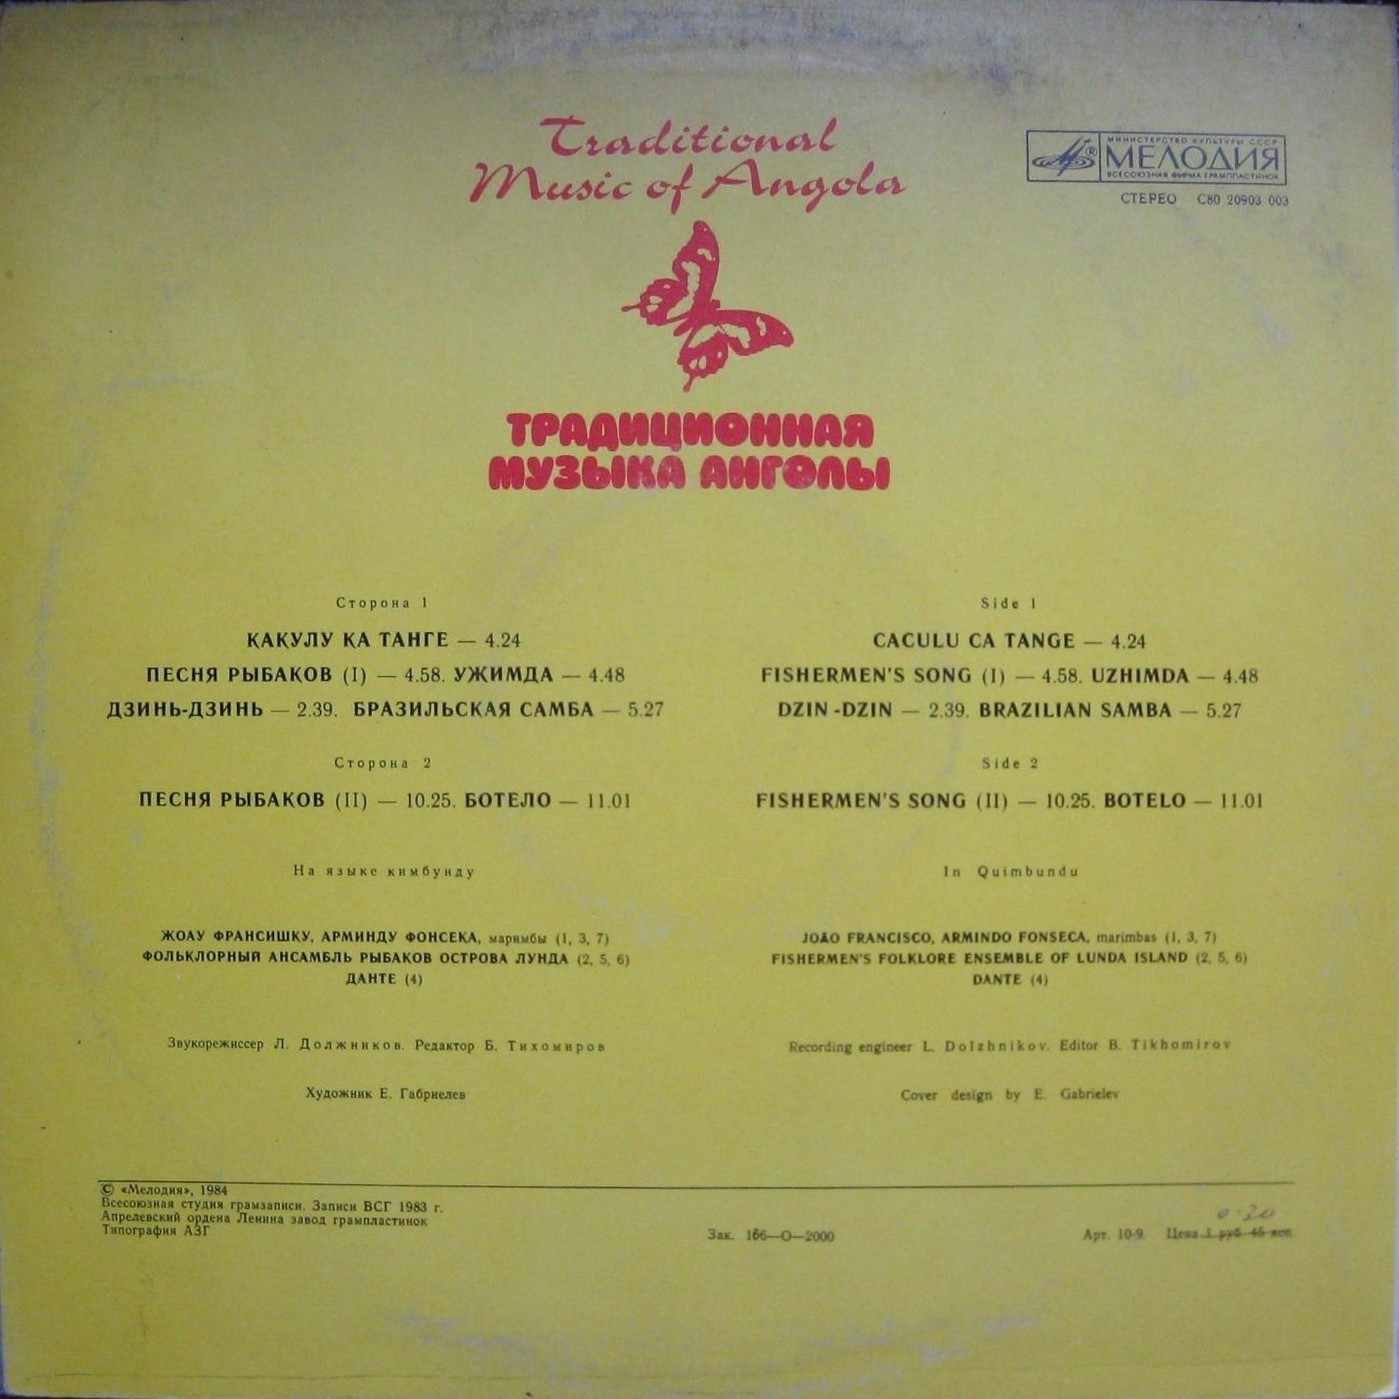 Traditional
Music of Angola
МИНИСТЕРСТВО КУЛЬТУРЫ СССР
МЕЛОДИЯ
ВСЕСОЮЗНАЯ ФИРМА ГРАМПЛАСТИНОК
СТЕРЕО С80 20903 003
ТРАДИЦИОННАЯ
МУЗЫКА АНГОЛЫ
Сторона 1
КАКУЛУ КА ТАНГЕ — 4.24
ПЕСНЯ РЫБАКОВ (I) — 4.58. УЖИМДА — 4.48
ДЗИНЬ-ДЗИНЬ — 2.39. БРАЗИЛЬСКАЯ САМБА — 5.27
Сторона 2
ПЕСНЯ РЫБАКОВ (II) — 10.25. БОТЕЛО — 11.01
На языке кимбунду
ЖОАУ ФРАНСИШКУ, АРМИНДУ ФОНСЕКА, маримбы (1, 3, 7)
ФОЛЬКЛОРНЫЙ АНСАМБЛЬ РЫБАКОВ ОСТРОВА ЛУНДА (2, 5, 6)
ДАНТЕ (4)
Звукорежиссер Л. Должников. Редактор Б. Тихомиров
Художник Е. Габриелев
Side 1
CACULU CA TANGE — 4.24
FISHERMEN'S SONG (I) — 4.58. UZHIMDA — 4.48
DZIN-DZIN — 2.39. BRAZILIAN SAMBA — 5.27
Side 2
FISHERMEN'S SONG (II) — 10.25. BOTELO — 11.01
In Quimbundu
JOÃO FRANCISCO, ARMINDO FONSECA, marimbas (1, 3, 7)
FISHERMEN'S FOLKLORE ENSEMBLE OF LUNDA ISLAND (2, 5, 6)
DANTE (4)
Recording engineer L. Dolzhnikov. Editor B. Tikhomirov
Cover design by E. Gabrielev
© «Мелодия», 1984
Всесоюзная студия грамзаписи. Записи ВСГ 1983 г.
Апрелевский ордена Ленина завод грампластинок
Типография АЗГ
Зак. 166—О—2000
0-20
Арт. 10-9. Цена 1 руб. 45 коп.